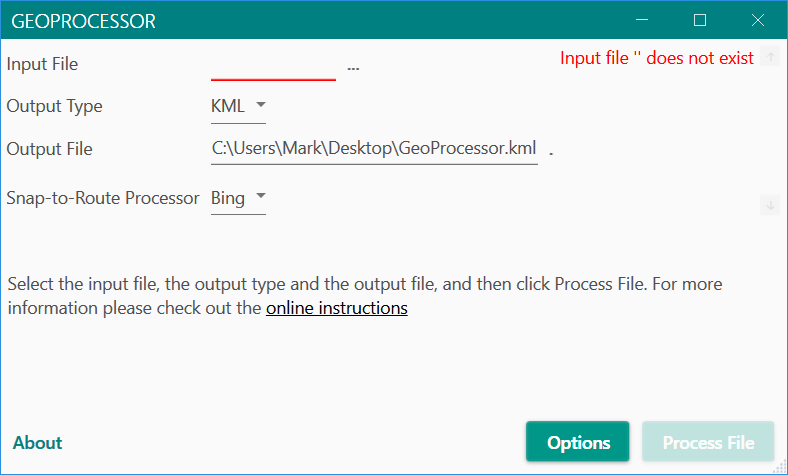 GEOPROCESSOR
Input File ... Input file '' does not exist
Output Type KML
Output File C:\Users\Mark\Desktop\GeoProcessor.kml .
Snap-to-Route Processor Bing
Select the input file, the output type and the output file, and then click Process File. For more
information please check out the online instructions
About Options Process File